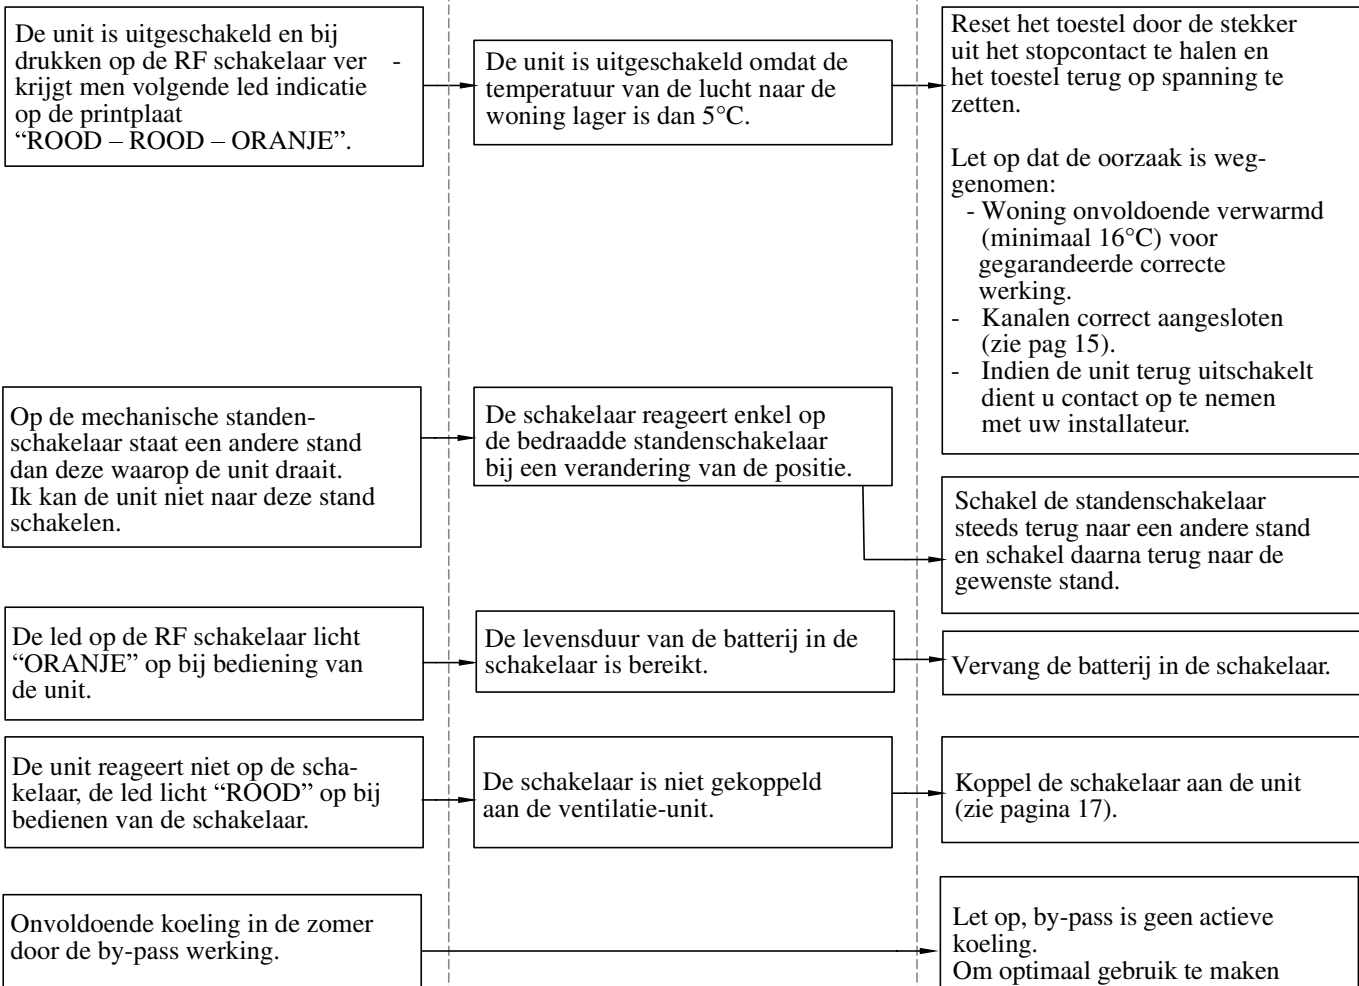 De unit is uitgeschakeld en bij
drukken op de RF schakelaar ver -
krijgt men volgende led indicatie
op de printplaat
“ROOD – ROOD – ORANJE”.
De unit is uitgeschakeld omdat de
temperatuur van de lucht naar de
woning lager is dan 5°C.
Reset het toestel door de stekker
uit het stopcontact te halen en
het toestel terug op spanning te
zetten.
Let op dat de oorzaak is weg-
genomen:
- Woning onvoldoende verwarmd
(minimaal 16°C) voor
gegarandeerde correcte
werking.
- Kanalen correct aangesloten
(zie pag 15).
- Indien de unit terug uitschakelt
dient u contact op te nemen
met uw installateur.
Op de mechanische standen-
schakelaar staat een andere stand
dan deze waarop de unit draait.
Ik kan de unit niet naar deze stand
schakelen.
De schakelaar reageert enkel op
de bedraadde standenschakelaar
bij een verandering van de positie.
Schakel de standenschakelaar
steeds terug naar een andere stand
en schakel daarna terug naar de
gewenste stand.
De led op de RF schakelaar licht
“ORANJE” op bij bediening van
de unit.
De levensduur van de batterij in de
schakelaar is bereikt.
Vervang de batterij in de schakelaar.
De unit reageert niet op de scha-
kelaar, de led licht “ROOD” op bij
bedienen van de schakelaar.
De schakelaar is niet gekoppeld
aan de ventilatie-unit.
Koppel de schakelaar aan de unit
(zie pagina 17).
Onvoldoende koeling in de zomer
door de by-pass werking.
Let op, by-pass is geen actieve
koeling.
Om optimaal gebruik te maken